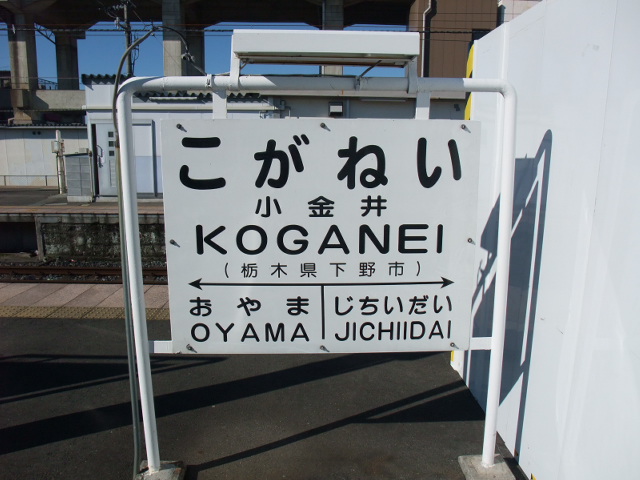 こがねい
小金井
KOGANEI
(栃木県下野市)
おやま じちいだい
OYAMA JICHIIDAI